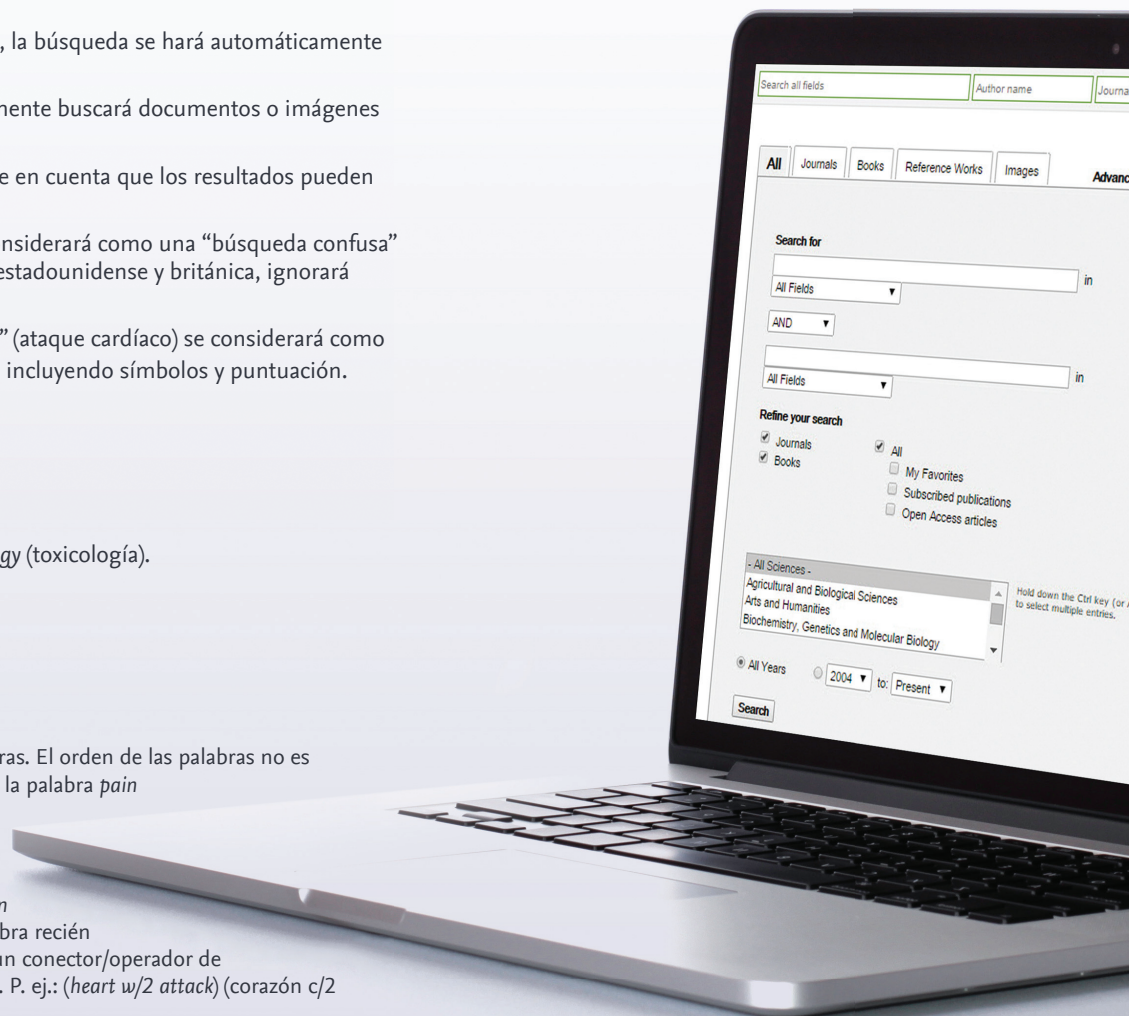 , la búsqueda se hará automáticamente
mente buscará documentos o imágenes
e en cuenta que los resultados pueden
onsiderará como una “búsqueda confusa”
estadounidense y británica, ignorará
” (ataque cardíaco) se considerará como
incluyendo símbolos y puntuación.
gy (toxicología).
ras. El orden de las palabras no es
la palabra pain
n
bra recién
un conector/operador de
. P. ej.: (heart w/2 attack) (corazón c/2
Search all fields
Author name
Journa
All
Journals
Books
Reference Works
Images
Advanc
Search for
in
All Fields
AND
in
All Fields
Refine your search
Journals
Books
All
My Favorites
Subscribed publications
Open Access articles
- All Sciences -
Agricultural and Biological Sciences
Arts and Humanities
Biochemistry, Genetics and Molecular Biology
Hold down the Ctrl key (or A
to select multiple entries.
All Years
2004 to: Present
Search